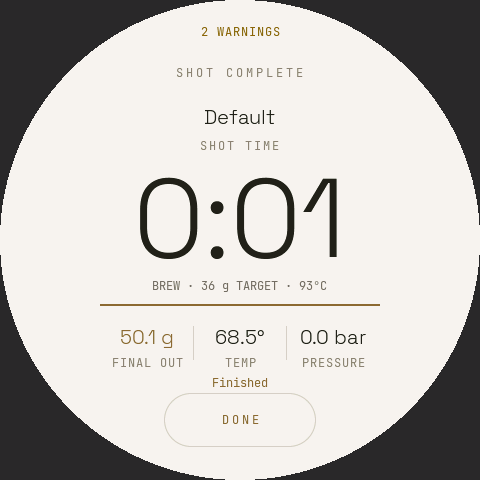 2 WARNINGS
SHOT COMPLETE
Default
SHOT TIME
0:01
BREW · 36 g TARGET · 93°C
50.1 g 68.5° 0.0 bar
FINAL OUT TEMP PRESSURE
Finished
DONE